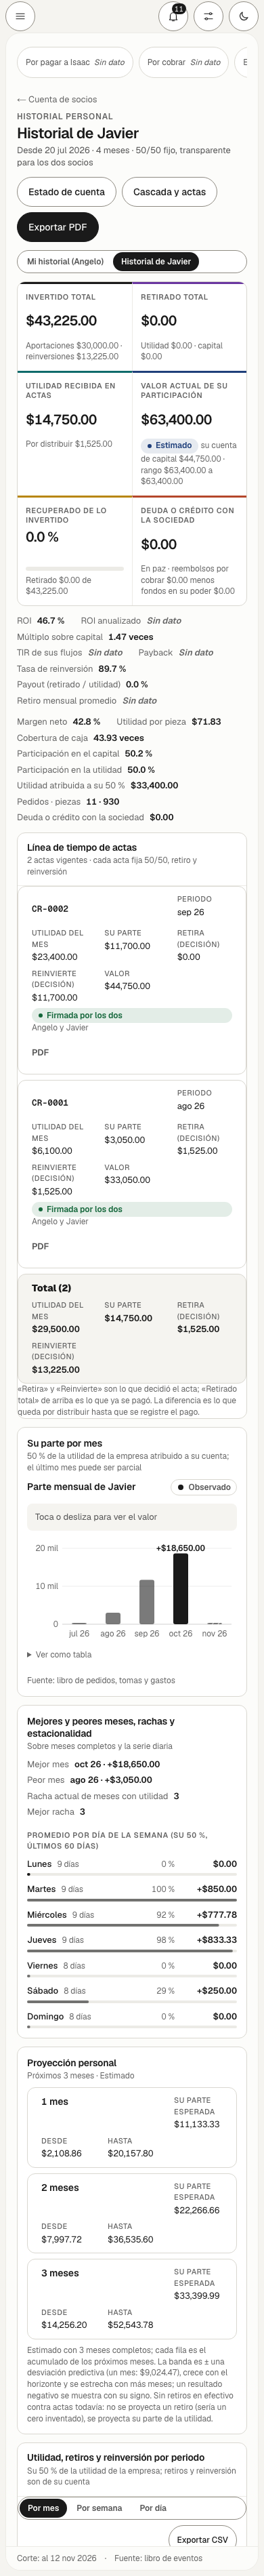 11
Por pagar a Isaac Sin dato
Por cobrar Sin dato
← Cuenta de socios
HISTORIAL PERSONAL
Historial de Javier
Desde 20 jul 2026 · 4 meses · 50/50 fijo, transparente
para los dos socios
Estado de cuenta
Cascada y actas
Exportar PDF
Mi historial (Angelo)
Historial de Javier
INVERTIDO TOTAL
$43,225.00
Aportaciones $30,000.00 ·
reinversiones $13,225.00
RETIRADO TOTAL
$0.00
Utilidad $0.00 · capital
$0.00
UTILIDAD RECIBIDA EN
ACTAS
$14,750.00
Por distribuir $1,525.00
VALOR ACTUAL DE SU
PARTICIPACIÓN
$63,400.00
Estimado su cuenta
de capital $44,750.00 ·
rango $63,400.00 a
$63,400.00
RECUPERADO DE LO
INVERTIDO
0.0 %
Retirado $0.00 de
$43,225.00
DEUDA O CRÉDITO CON
LA SOCIEDAD
$0.00
En paz · reembolsos por
cobrar $0.00 menos
fondos en su poder $0.00
ROI 46.7 % ROI anualizado Sin dato
Múltiplo sobre capital 1.47 veces
TIR de sus flujos Sin dato Payback Sin dato
Tasa de reinversión 89.7 %
Payout (retirado / utilidad) 0.0 %
Retiro mensual promedio Sin dato
Margen neto 42.8 % Utilidad por pieza $71.83
Cobertura de caja 43.93 veces
Participación en el capital 50.2 %
Participación en la utilidad 50.0 %
Utilidad atribuida a su 50 % $33,400.00
Pedidos · piezas 11 · 930
Deuda o crédito con la sociedad $0.00
Línea de tiempo de actas
2 actas vigentes · cada acta fija 50/50, retiro y
reinversión
CR-0002
PERIODO
sep 26
UTILIDAD DEL
MES
$23,400.00
SU PARTE
$11,700.00
RETIRA
(DECISIÓN)
$0.00
REINVIERTE
(DECISIÓN)
$11,700.00
VALOR
$44,750.00
Firmada por los dos
Angelo y Javier
PDF
CR-0001
PERIODO
ago 26
UTILIDAD DEL
MES
$6,100.00
SU PARTE
$3,050.00
RETIRA
(DECISIÓN)
$1,525.00
REINVIERTE
(DECISIÓN)
$1,525.00
VALOR
$33,050.00
Firmada por los dos
Angelo y Javier
PDF
Total (2)
UTILIDAD DEL
MES
$29,500.00
SU PARTE
$14,750.00
RETIRA
(DECISIÓN)
$1,525.00
REINVIERTE
(DECISIÓN)
$13,225.00
«Retira» y «Reinvierte» son lo que decidió el acta; «Retirado
total» de arriba es lo que ya se pagó. La diferencia es lo que
queda por distribuir hasta que se registre el pago.
Su parte por mes
50 % de la utilidad de la empresa atribuido a su cuenta;
el último mes puede ser parcial
Parte mensual de Javier
Observado
Toca o desliza para ver el valor
+$18,650.00
20 mil
10 mil
0
jul 26 ago 26 sep 26 oct 26 nov 26
▶ Ver como tabla
Fuente: libro de pedidos, tomas y gastos
Mejores y peores meses, rachas y
estacionalidad
Sobre meses completos y la serie diaria
Mejor mes oct 26 · +$18,650.00
Peor mes ago 26 · +$3,050.00
Racha actual de meses con utilidad 3
Mejor racha 3
PROMEDIO POR DÍA DE LA SEMANA (SU 50 %,
ÚLTIMOS 60 DÍAS)
Lunes 9 días 0 % $0.00
Martes 9 días 100 % +$850.00
Miércoles 9 días 92 % +$777.78
Jueves 9 días 98 % +$833.33
Viernes 8 días 0 % $0.00
Sábado 8 días 29 % +$250.00
Domingo 8 días 0 % $0.00
Proyección personal
Próximos 3 meses · Estimado
1 mes
SU PARTE
ESPERADA
$11,133.33
DESDE
$2,108.86
HASTA
$20,157.80
2 meses
SU PARTE
ESPERADA
$22,266.66
DESDE
$7,997.72
HASTA
$36,535.60
3 meses
SU PARTE
ESPERADA
$33,399.99
DESDE
$14,256.20
HASTA
$52,543.78
Estimado con 3 meses completos; cada fila es el
acumulado de los próximos meses. La banda es ± una
desviación predictiva (un mes: $9,024.47), crece con el
horizonte y se estrecha con más meses; un resultado
negativo se muestra con su signo. Sin retiros en efectivo
contra actas todavía: no se proyecta un retiro (sería un
cero inventado), se proyecta su parte de la utilidad.
Utilidad, retiros y reinversión por periodo
Su 50 % de la utilidad de la empresa; retiros y reinversión
son de su cuenta
Por mes
Por semana
Por día
Exportar CSV
Corte: al 12 nov 2026 · Fuente: libro de eventos